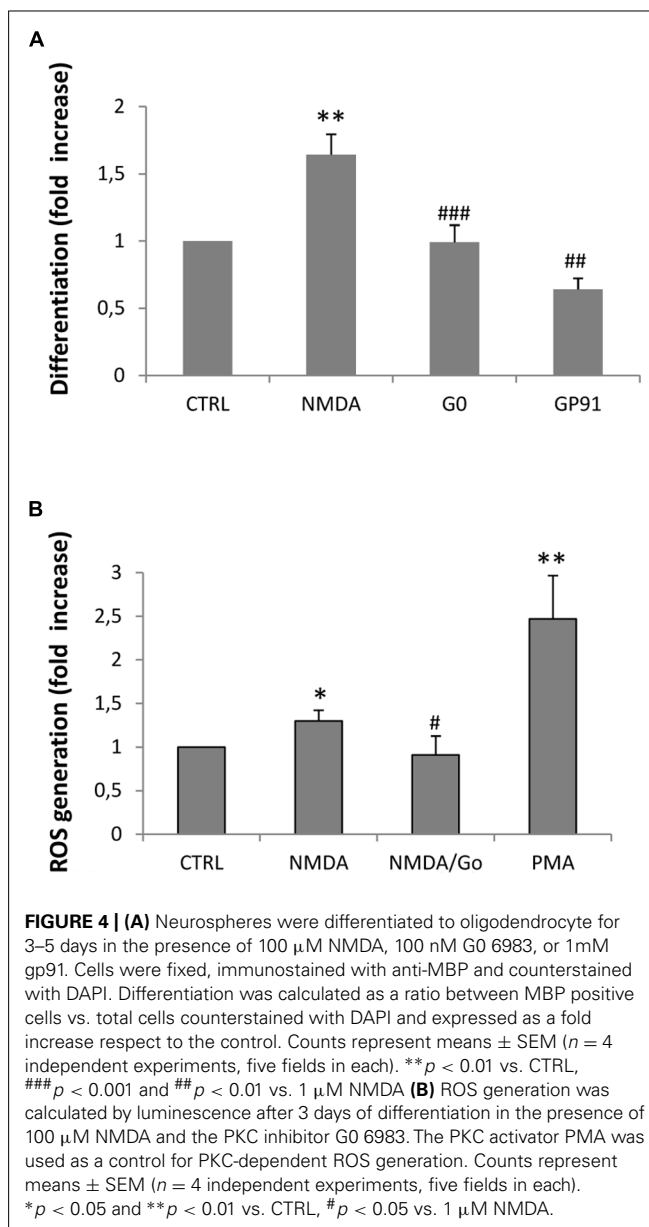 A
Differentiation (fold increase)
2
1,5
1
0,5
0
**
###
##
CTRL NMDA G0 GP91
B
ROS generation (fold increase)
3
2,5
2
1,5
1
0,5
0
*
#
**
CTRL NMDA NMDA/Go PMA
FIGURE 4 | (A) Neurospheres were differentiated to oligodendrocyte for
3–5 days in the presence of 100 μM NMDA, 100 nM G0 6983, or 1mM
gp91. Cells were fixed, immunostained with anti-MBP and counterstained
with DAPI. Differentiation was calculated as a ratio between MBP positive
cells vs. total cells counterstained with DAPI and expressed as a fold
increase respect to the control. Counts represent means ± SEM (n = 4
independent experiments, five fields in each). **p < 0.01 vs. CTRL,
###p < 0.001 and ##p < 0.01 vs. 1 μM NMDA (B) ROS generation was
calculated by luminescence after 3 days of differentiation in the presence of
100 μM NMDA and the PKC inhibitor G0 6983. The PKC activator PMA was
used as a control for PKC-dependent ROS generation. Counts represent
means ± SEM (n = 4 independent experiments, five fields in each).
*p < 0.05 and **p < 0.01 vs. CTRL, #p < 0.05 vs. 1 μM NMDA.